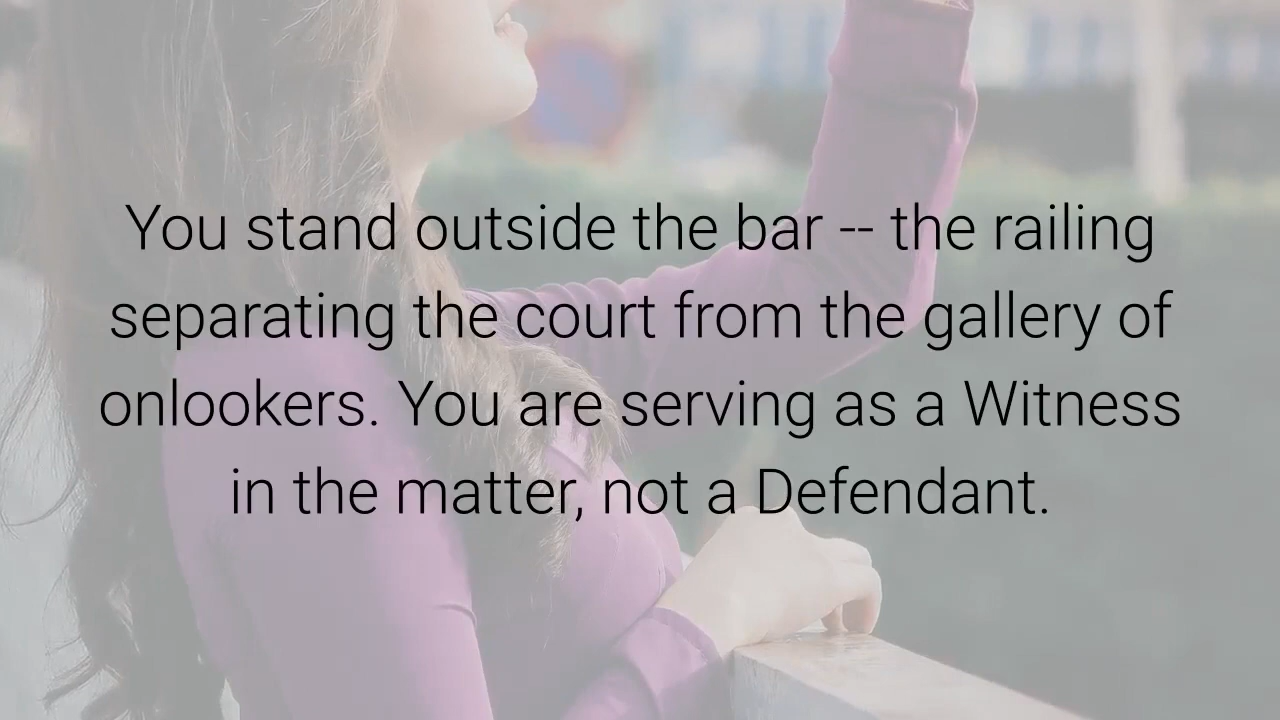 You stand outside the bar -- the railing
separating the court from the gallery of
onlookers. You are serving as a Witness
in the matter, not a Defendant.